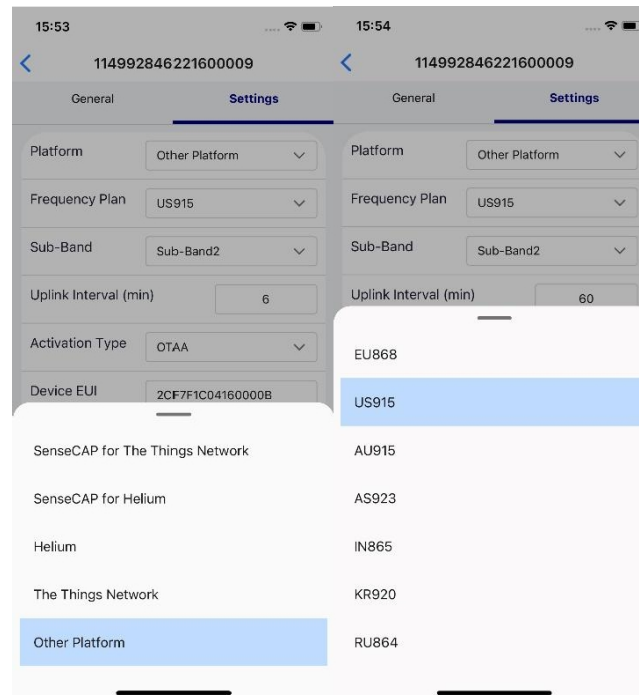 15:53
114992846221600009
General Settings
Platform Other Platform
Frequency Plan US915
Sub-Band Sub-Band2
Uplink Interval (min) 6
Activation Type OTAA
Device EUI 2CF7F1C04160000B
SenseCAP for The Things Network
SenseCAP for Helium
Helium
The Things Network
Other Platform
15:54
114992846221600009
General Settings
Platform Other Platform
Frequency Plan US915
Sub-Band Sub-Band2
Uplink Interval (min) 60
EU868
US915
AU915
AS923
IN865
KR920
RU864